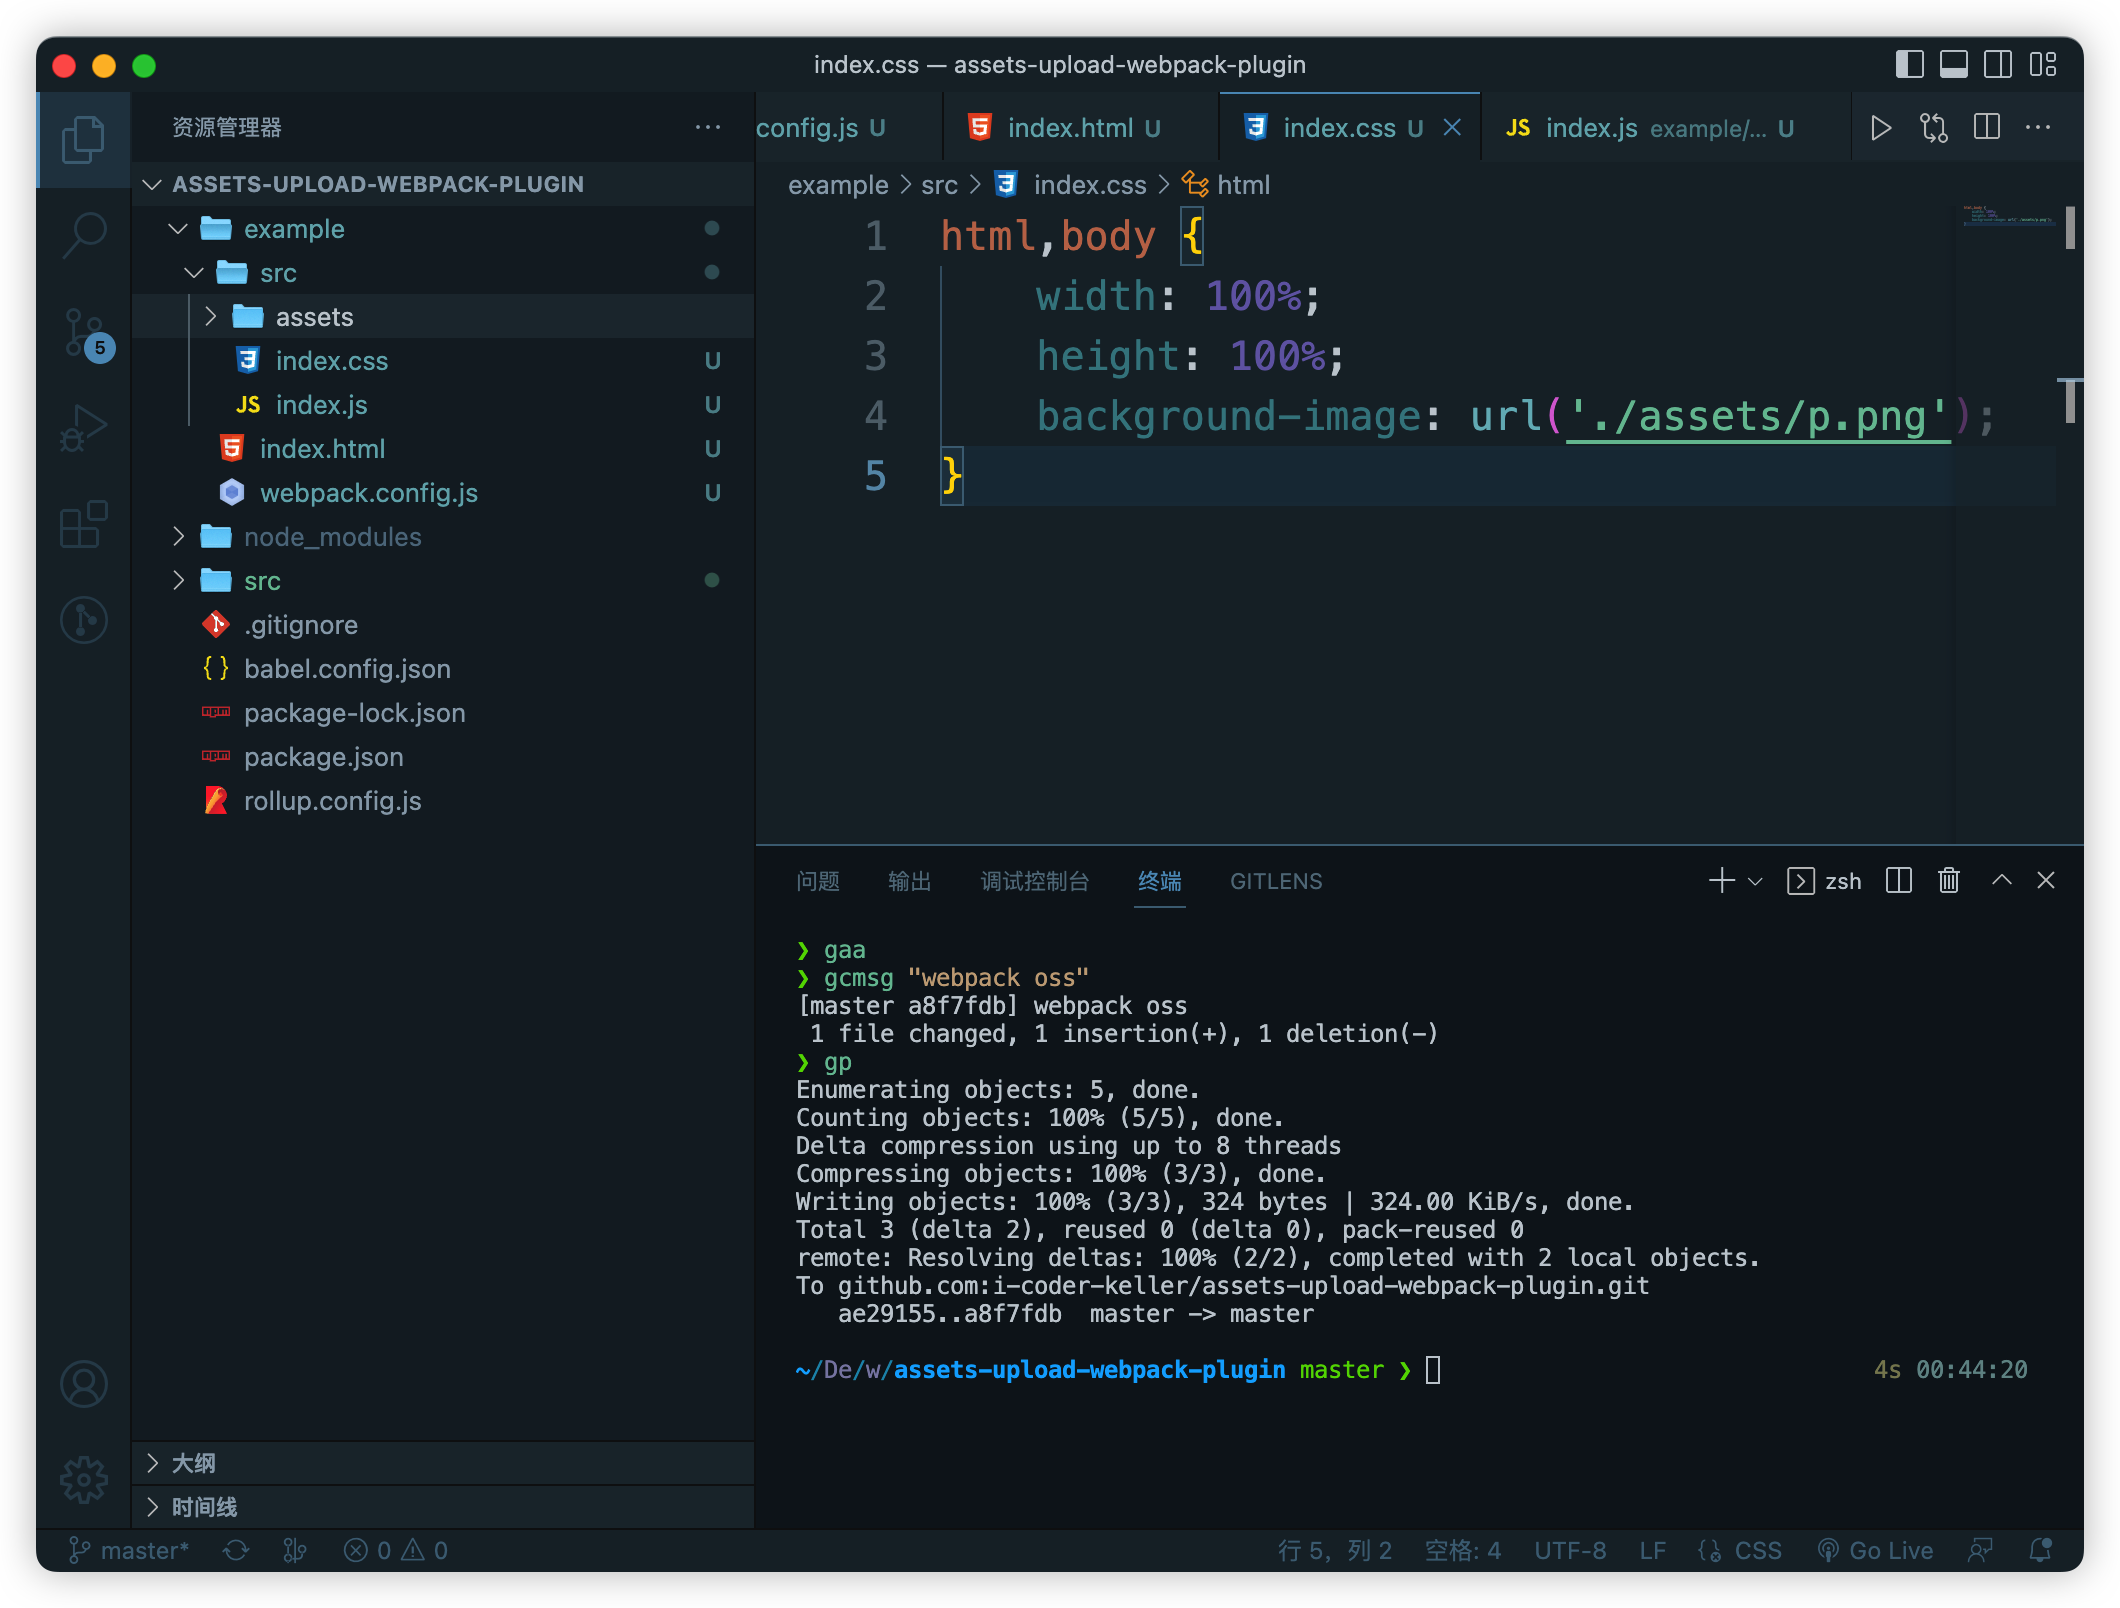 index.css — assets-upload-webpack-plugin
资源管理器
ASSETS-UPLOAD-WEBPACK-PLUGIN
example
src
assets
index.css U
JS index.js U
index.html U
webpack.config.js U
node_modules
src
.gitignore
{ } babel.config.json
package-lock.json
package.json
rollup.config.js
大纲
时间线
5
config.js U index.html U index.css U JS index.js example/... U
example > src > index.css > html
1 html,body {
2 width: 100%;
3 height: 100%;
4 background-image: url('./assets/p.png');
5 }
问题 输出 调试控制台 终端 GITLENS zsh
❯ gaa
❯ gcmsg "webpack oss"
[master a8f7fdb] webpack oss
1 file changed, 1 insertion(+), 1 deletion(-)
❯ gp
Enumerating objects: 5, done.
Counting objects: 100% (5/5), done.
Delta compression using up to 8 threads
Compressing objects: 100% (3/3), done.
Writing objects: 100% (3/3), 324 bytes | 324.00 KiB/s, done.
Total 3 (delta 2), reused 0 (delta 0), pack-reused 0
remote: Resolving deltas: 100% (2/2), completed with 2 local objects.
To github.com:i-coder-keller/assets-upload-webpack-plugin.git
ae29155..a8f7fdb master -> master
~/De/w/assets-upload-webpack-plugin master ❯ 4s 00:44:20
master* 0 0 行 5，列 2 空格: 4 UTF-8 LF CSS Go Live